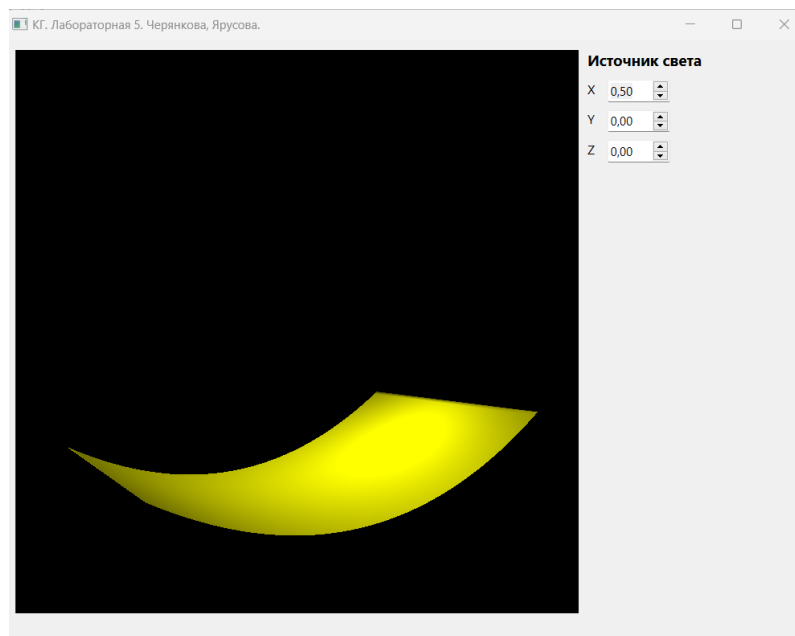 КГ. Лабораторная 5. Черянкова, Ярусова.
Источник света
X 0,50
Y 0,00
Z 0,00